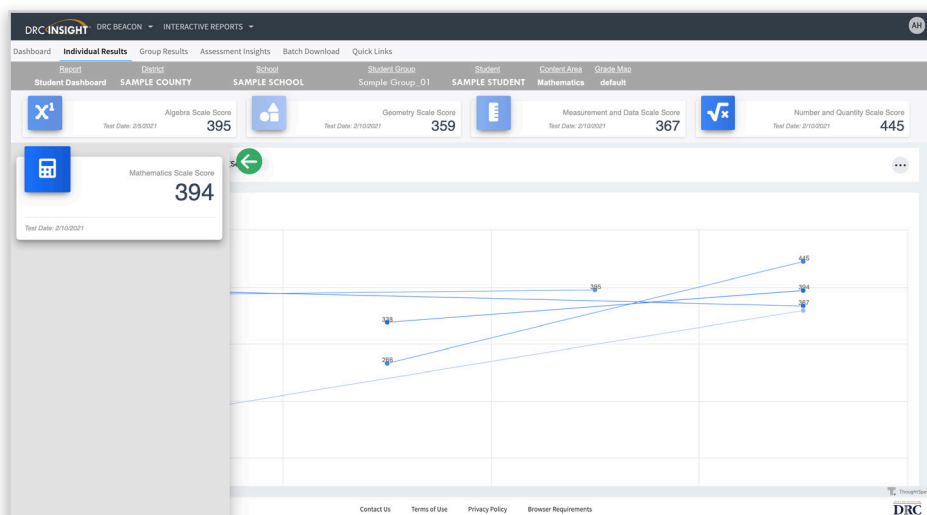 DRC INSIGHT DRC BEACON INTERACTIVE REPORTS AH
Dashboard Individual Results Group Results Assessment Insights Batch Download Quick Links
Report District School Student Group Student Content Area Grade Map
Student Dashboard SAMPLE COUNTY SAMPLE SCHOOL Sample Group_01 SAMPLE STUDENT Mathematics default
X¹ Algebra Scale Score
Test Date: 2/5/2021 395
Geometry Scale Score
Test Date: 2/10/2021 359
Measurement and Data Scale Score
Test Date: 2/10/2021 367
√x Number and Quantity Scale Score
Test Date: 2/10/2021 445
Mathematics Scale Score
394
Test Date: 2/10/2021
445
395
394
367
338
266
ThoughtSpot
Contact Us Terms of Use Privacy Policy Browser Requirements
DRC